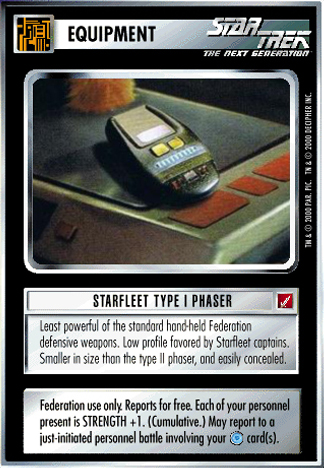 EQUIPMENT
STAR TREK
THE NEXT GENERATION
TM & © 2000 PAR. PIC. TM & © 2000 DECIPHER INC.
STARFLEET TYPE I PHASER
Least powerful of the standard hand-held Federation
defensive weapons. Low profile favored by Starfleet captains.
Smaller in size than the type II phaser, and easily concealed.
Federation use only. Reports for free. Each of your personnel
present is STRENGTH +1. (Cumulative.) May report to a
just-initiated personnel battle involving your card(s).